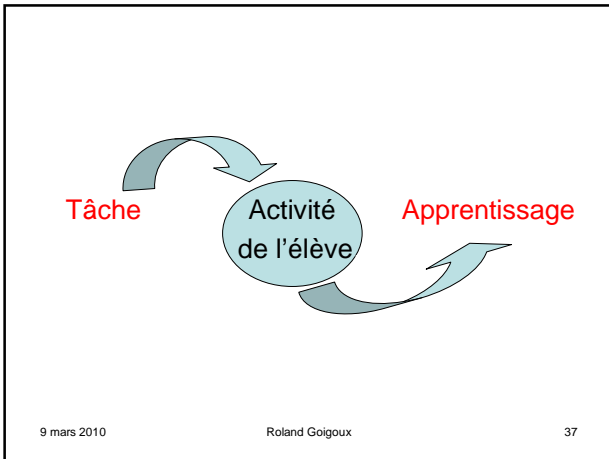 Tâche
Activité
de l'élève
Apprentissage
9 mars 2010
Roland Goigoux
37